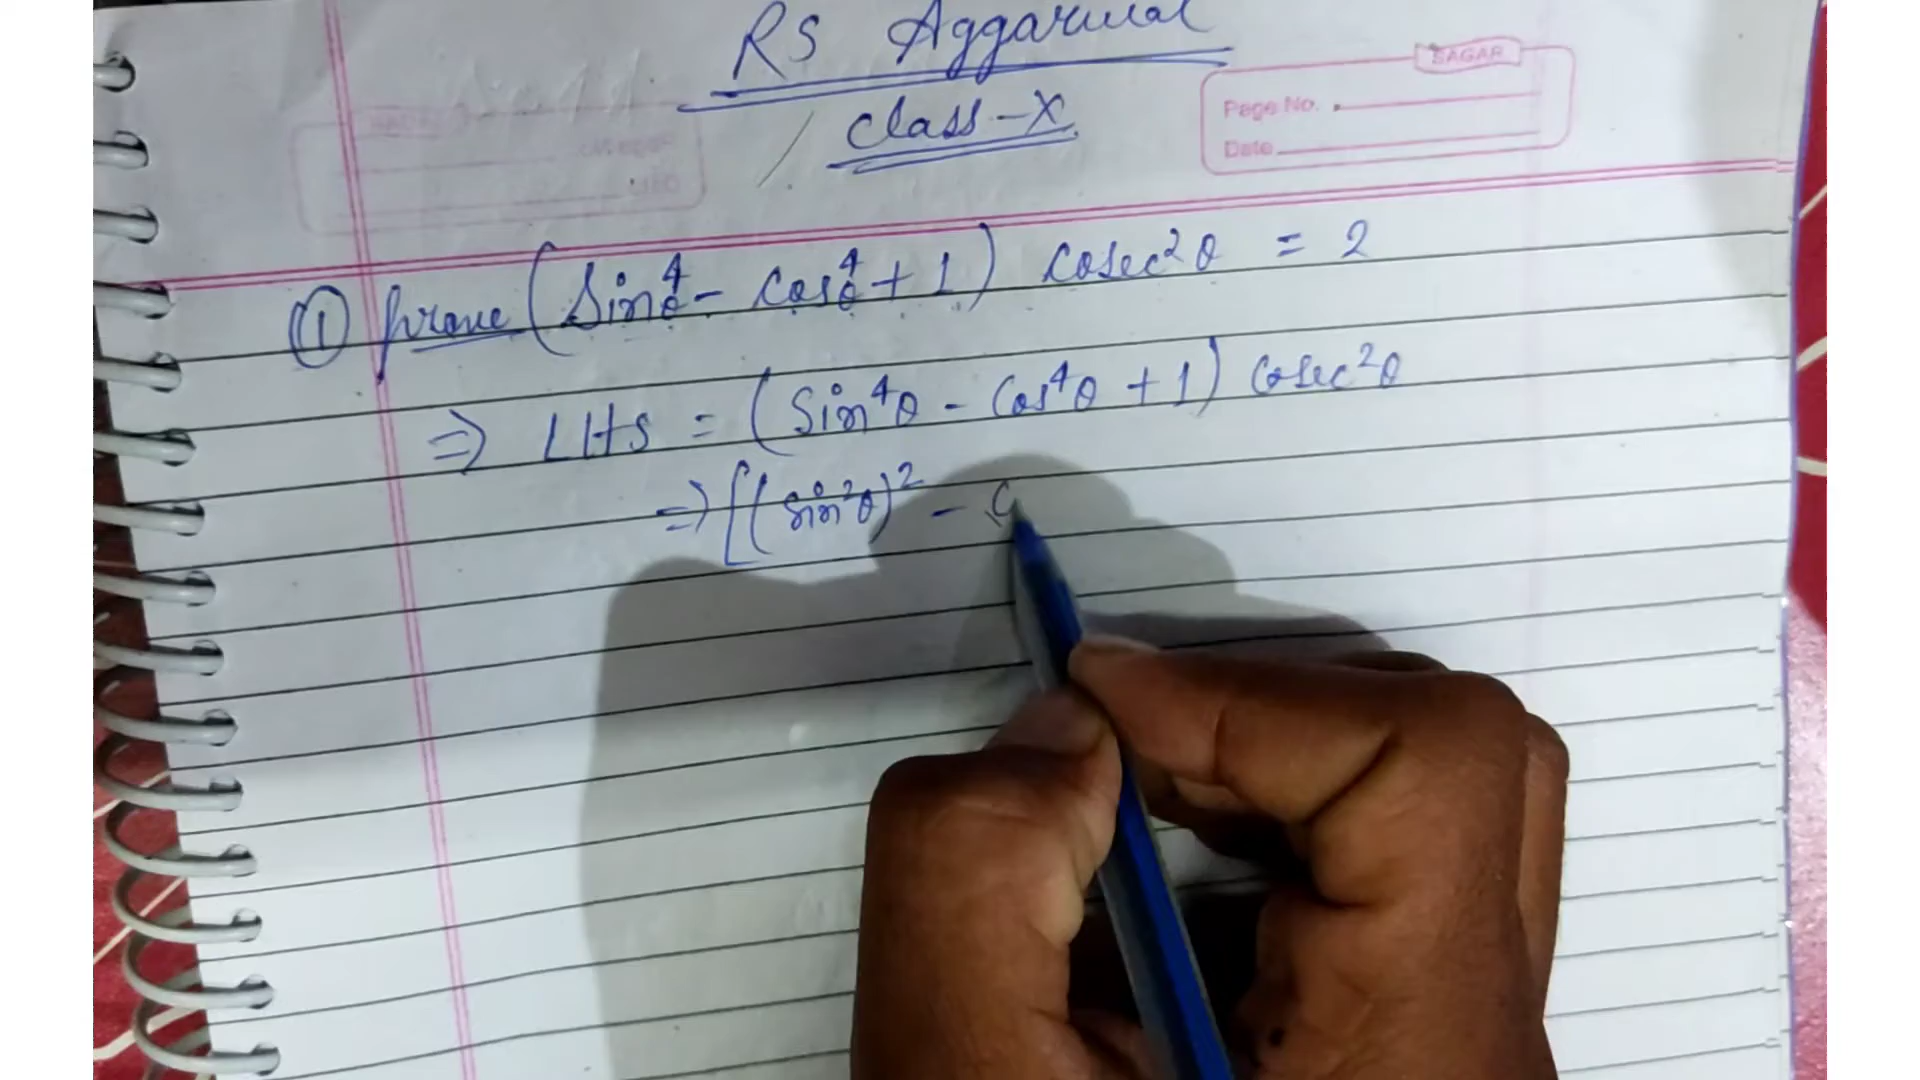 RS Aggarwal
Class-X
SAGAR
Page No.
Date
① prove (Sin⁴θ - Cos⁴θ + 1) Cosec²θ = 2
⇒ LHS = (Sin⁴θ - Cos⁴θ + 1) Cosec²θ
⇒ [(Sin²θ)² - (